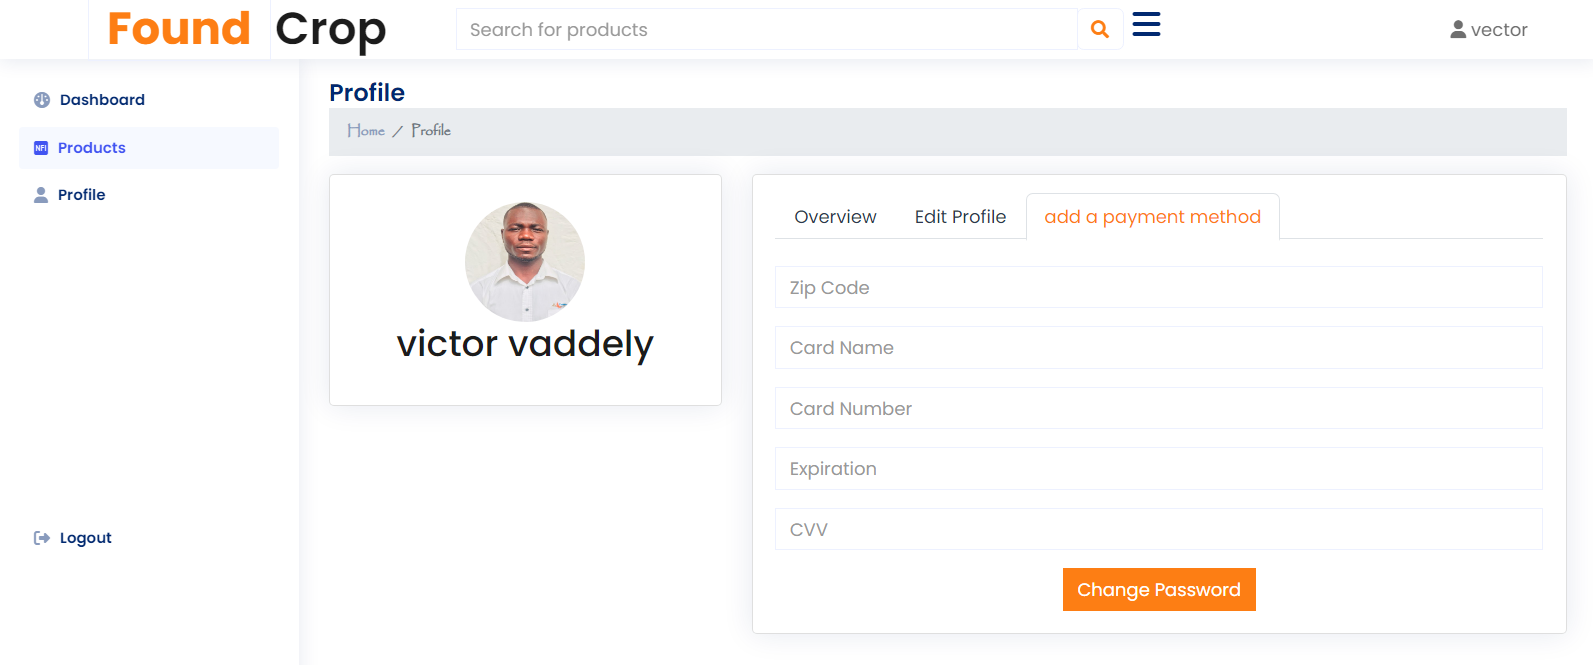 Found Crop
Search for products
vector
Dashboard
NFI
Products
Profile
Logout
Profile
Home / Profile
victor vaddely
Overview
Edit Profile
add a payment method
Zip Code
Card Name
Card Number
Expiration
CVV
Change Password